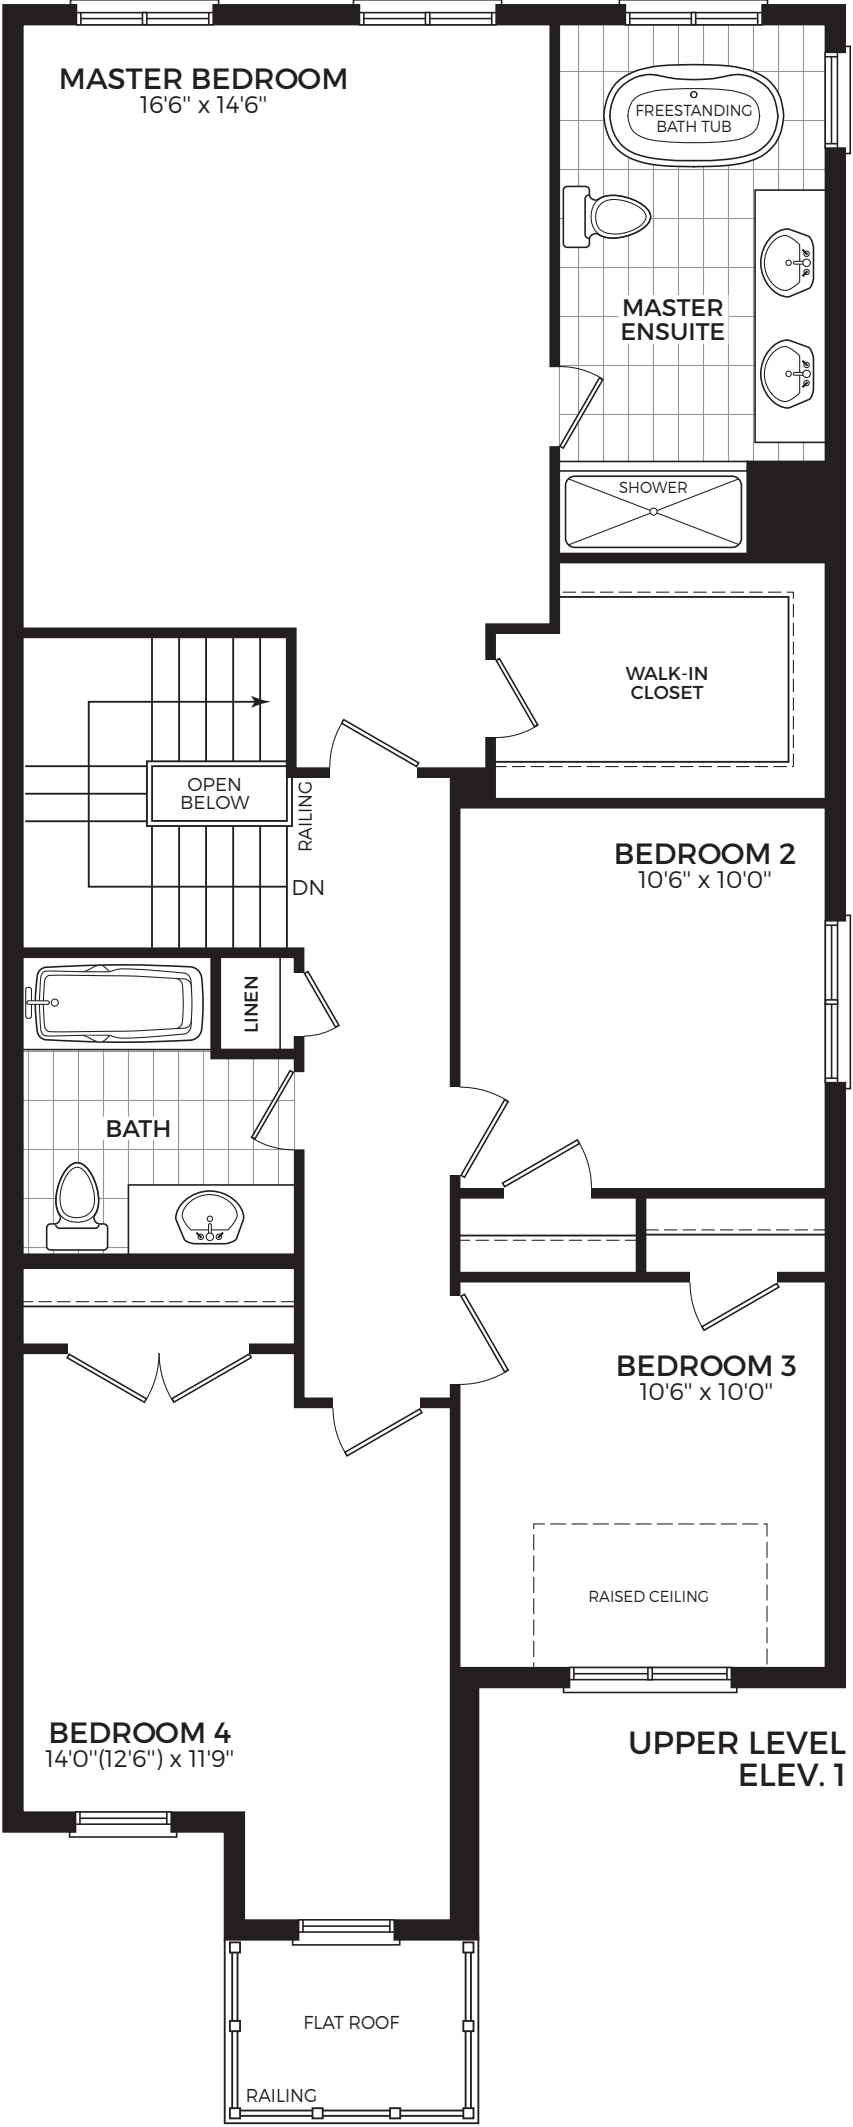 MASTER BEDROOM
16'6" x 14'6"
FREESTANDING
BATH TUB
MASTER
ENSUITE
SHOWER
WALK-IN
CLOSET
OPEN
BELOW
RAILING
DN
BEDROOM 2
10'6" x 10'0"
LINEN
BATH
BEDROOM 3
10'6" x 10'0"
RAISED CEILING
BEDROOM 4
14'0"(12'6") x 11'9"
UPPER LEVEL
ELEV. 1
FLAT ROOF
RAILING